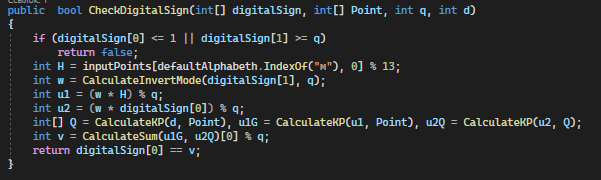 public bool CheckDigitalSign(int[] digitalSign, int[] Point, int q, int d)
{
if (digitalSign[0] <= 1 || digitalSign[1] >= q)
return false;
int H = inputPoints[defaultAlphabeth.IndexOf("м"), 0] % 13;
int w = CalculateInvertMode(digitalSign[1], q);
int u1 = (w * H) % q;
int u2 = (w * digitalSign[0]) % q;
int[] Q = CalculateKP(d, Point), u1G = CalculateKP(u1, Point), u2Q = CalculateKP(u2, Q);
int v = CalculateSum(u1G, u2Q)[0] % q;
return digitalSign[0] == v;
}